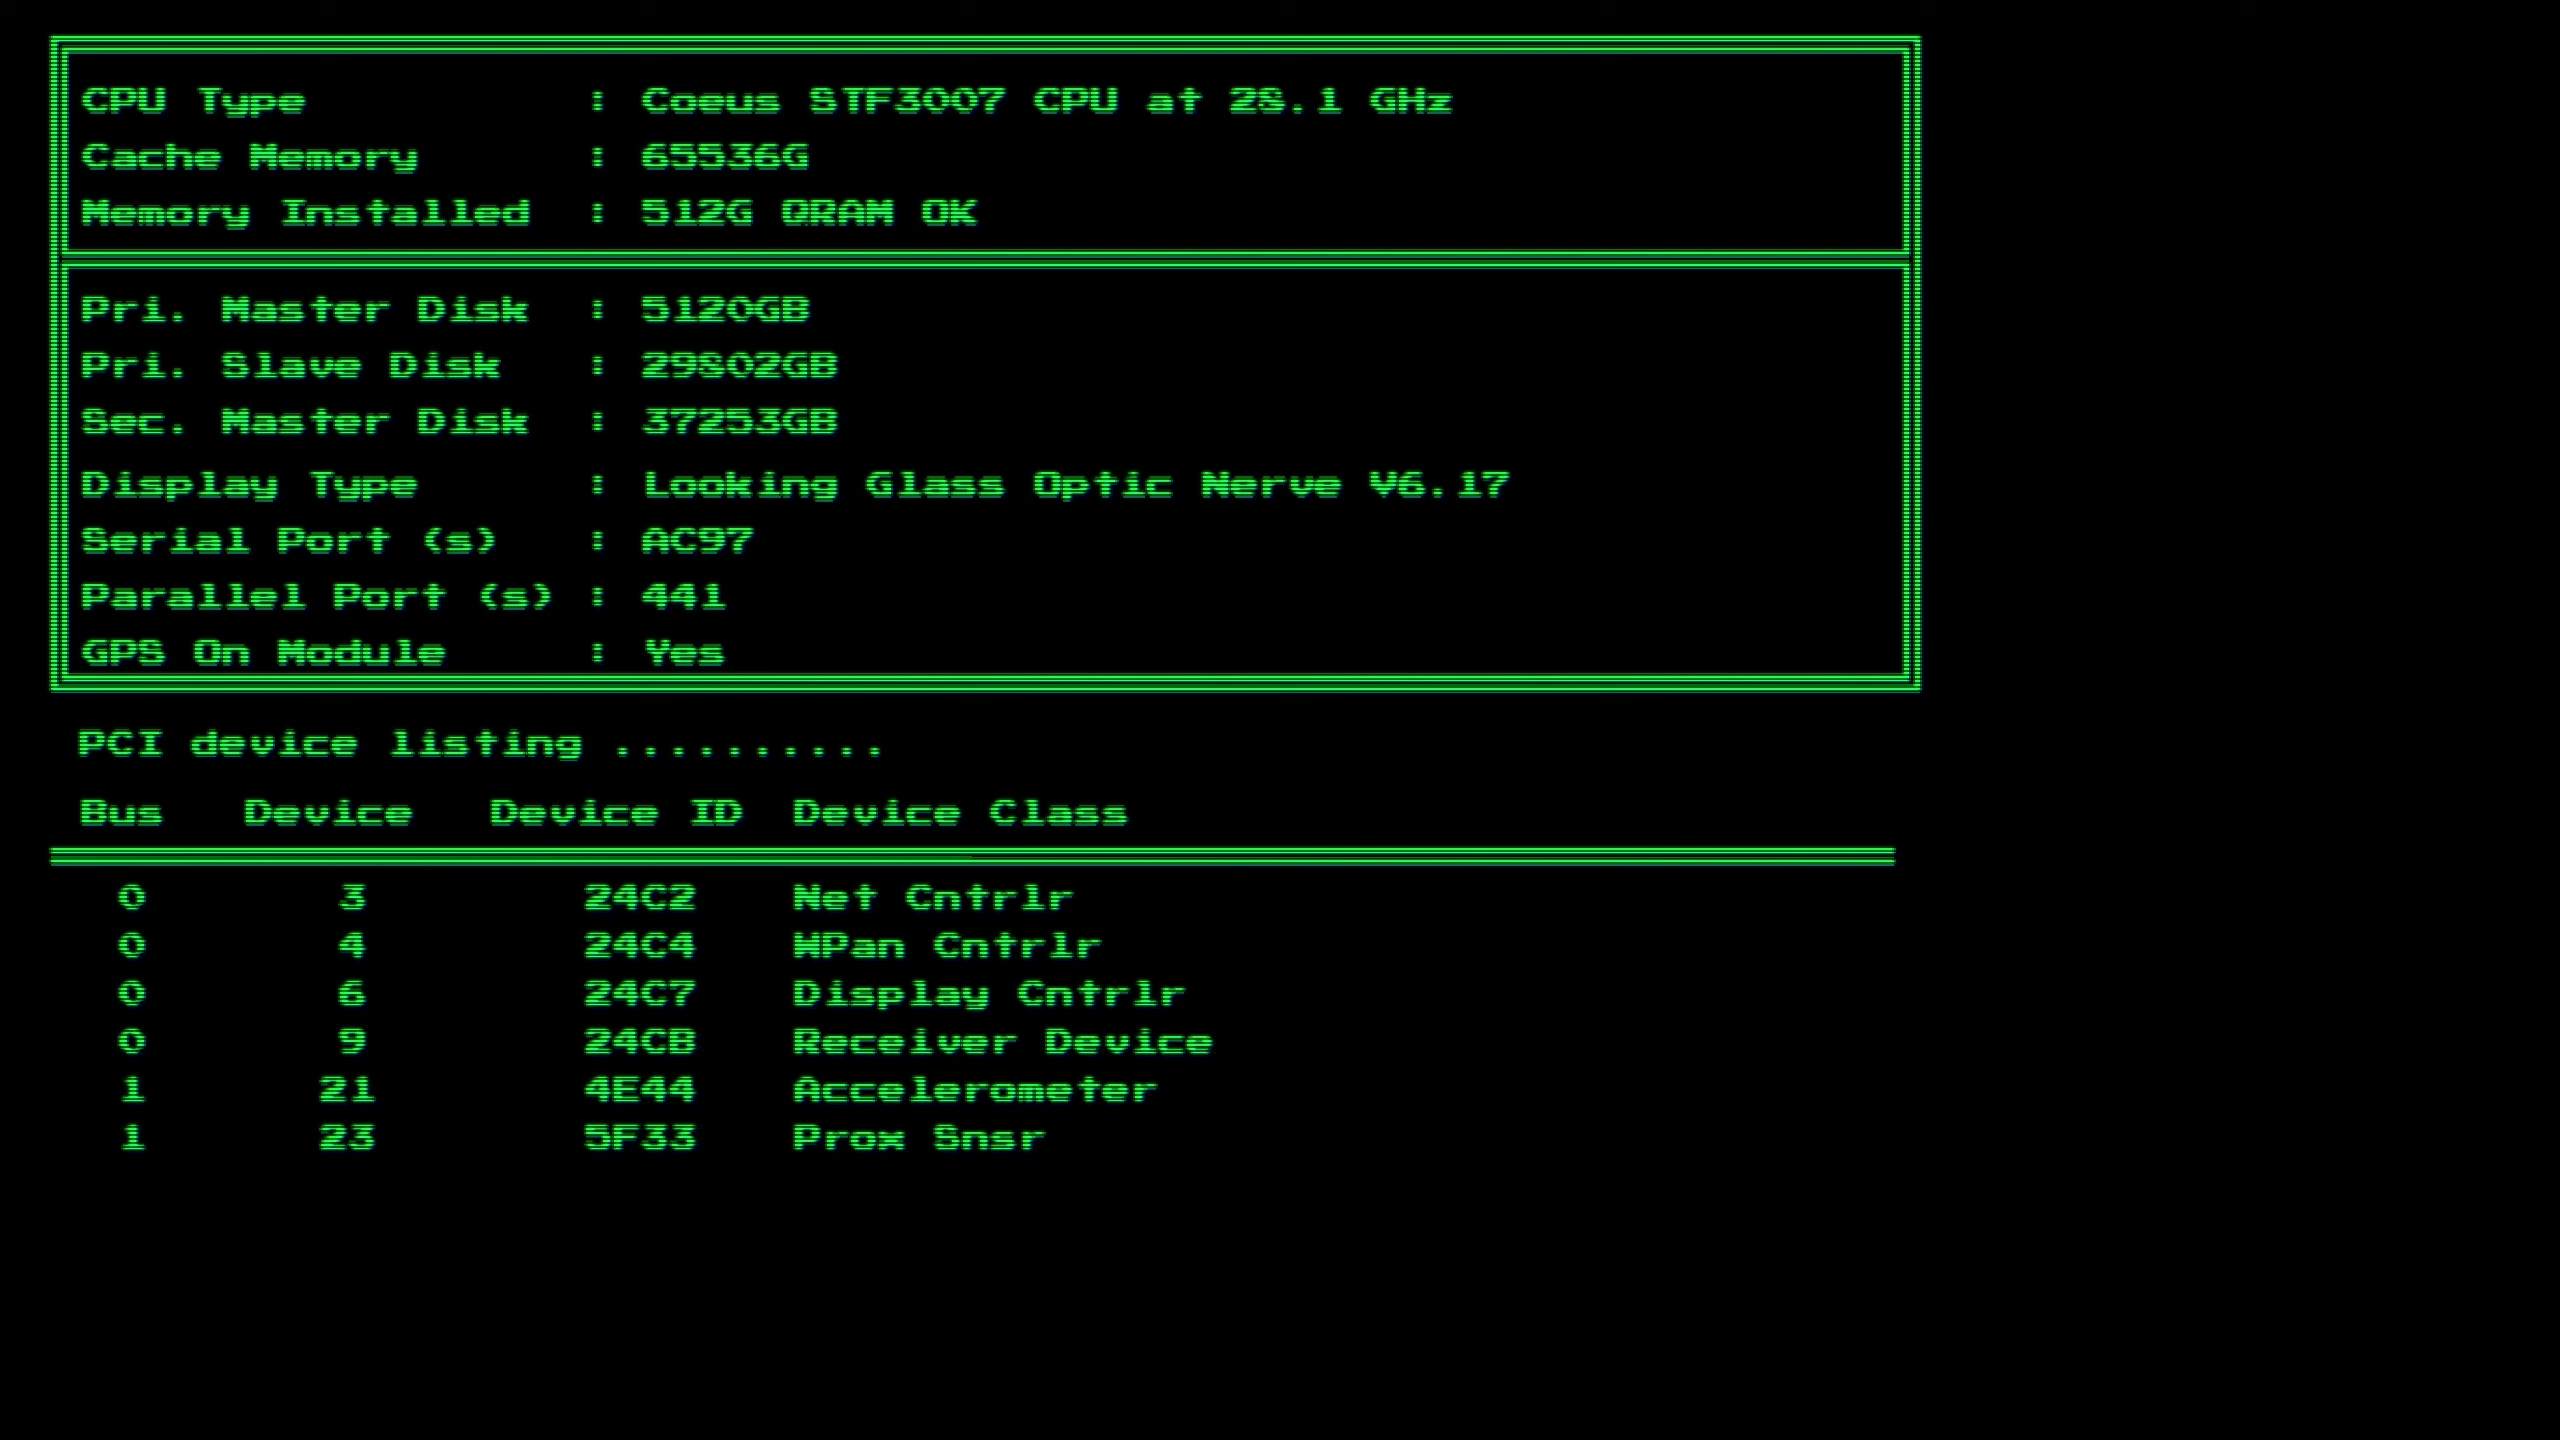 CPU Type : Coeus STF3007 CPU at 28.1 GHz
Cache Memory : 65536G
Memory Installed : 512G QRAM OK
Pri. Master Disk : 5120GB
Pri. Slave Disk : 29802GB
Sec. Master Disk : 37253GB
Display Type : Looking Glass Optic Nerve V6.17
Serial Port (s) : AC97
Parallel Port (s) : 441
GPS On Module : Yes
PCI device listing ..........
Bus Device Device ID Device Class
0 3 24C2 Net Cntrlr
0 4 24C4 WPan Cntrlr
0 6 24C7 Display Cntrlr
0 9 24CB Receiver Device
1 21 4E44 Accelerometer
1 23 5F33 Prox Snsr